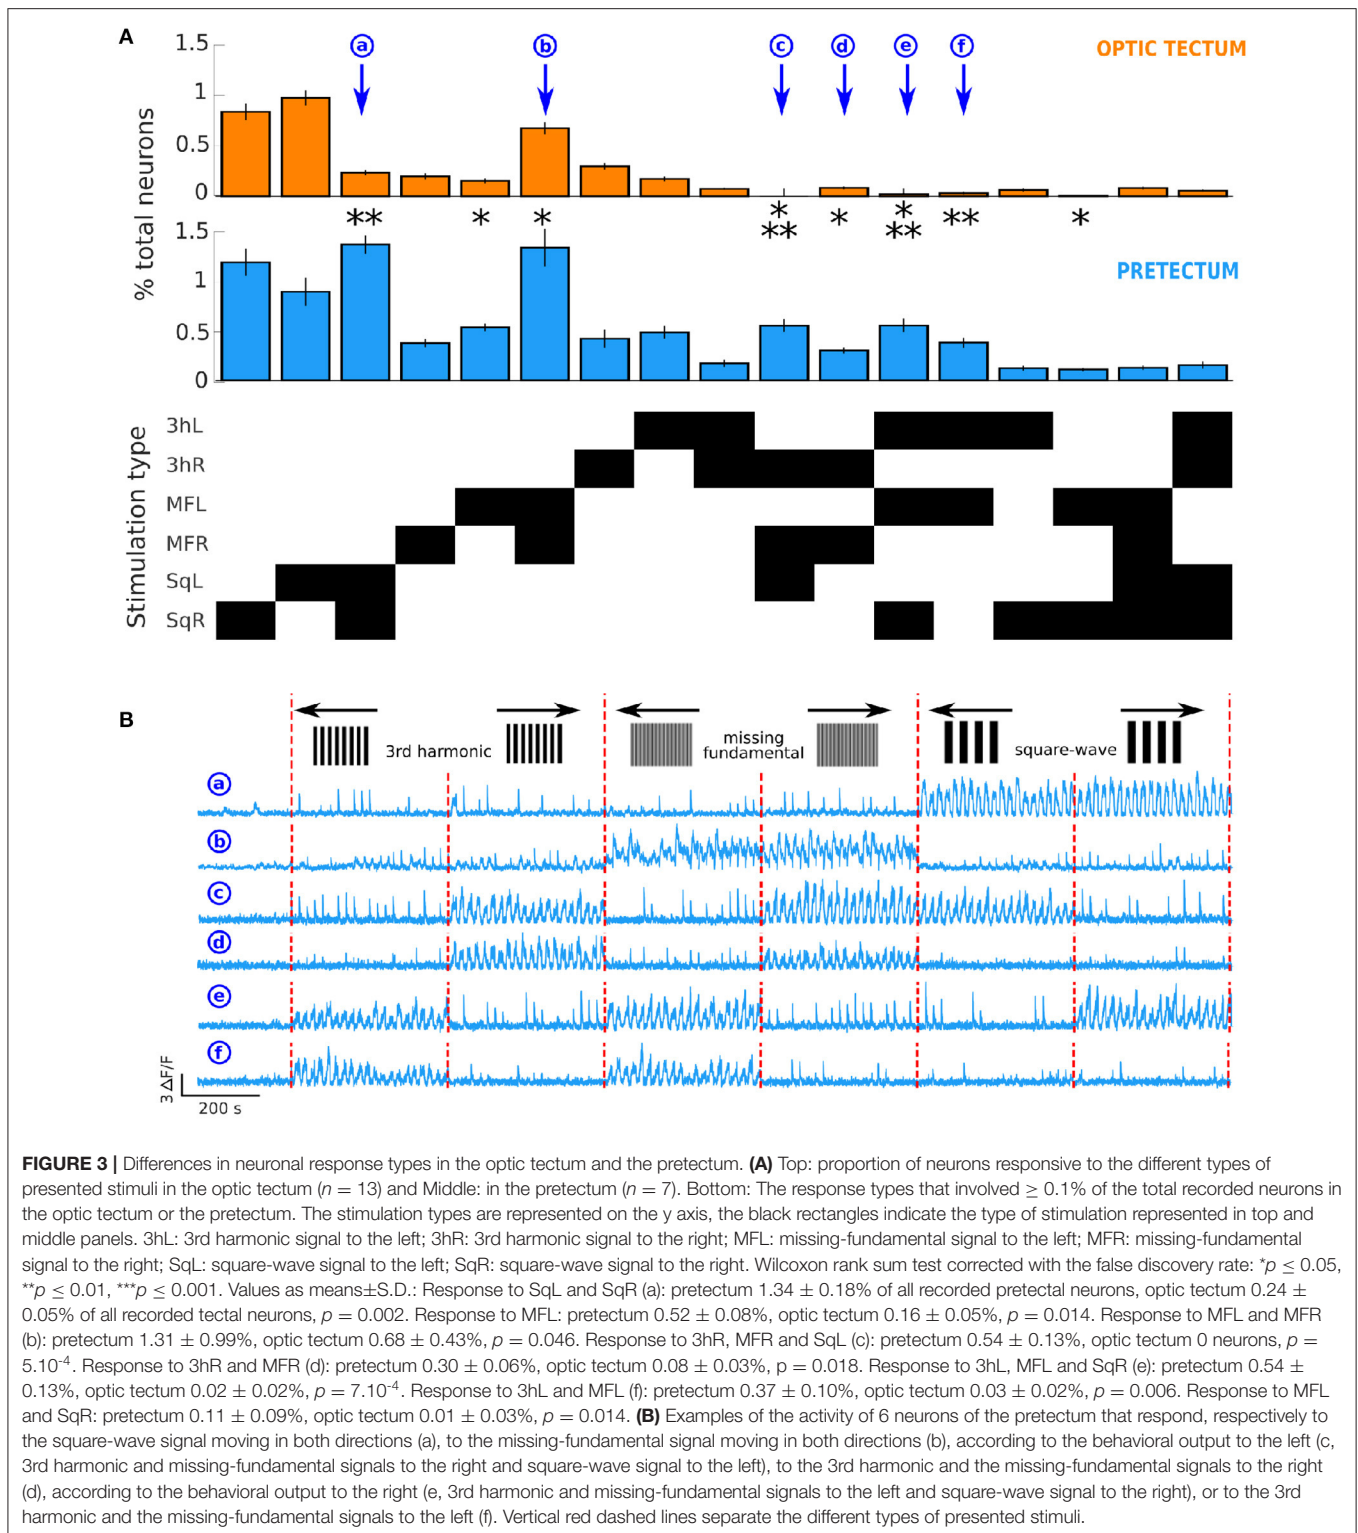 A
1.5
1
0.5
0
a
b
c
d
e
f
OPTIC TECTUM
% total neurons
** * * * ** * * ** ** *
1.5
1
0.5
0
PRETECTUM
Stimulation type
3hL
3hR
MFL
MFR
SqL
SqR
B
3rd harmonic
missing
fundamental
square-wave
a
b
c
d
e
f
3 ΔF/F
200 s
FIGURE 3 | Differences in neuronal response types in the optic tectum and the pretectum. (A) Top: proportion of neurons responsive to the different types of
presented stimuli in the optic tectum (n = 13) and Middle: in the pretectum (n = 7). Bottom: The response types that involved ≥ 0.1% of the total recorded neurons in
the optic tectum or the pretectum. The stimulation types are represented on the y axis, the black rectangles indicate the type of stimulation represented in top and
middle panels. 3hL: 3rd harmonic signal to the left; 3hR: 3rd harmonic signal to the right; MFL: missing-fundamental signal to the left; MFR: missing-fundamental
signal to the right; SqL: square-wave signal to the left; SqR: square-wave signal to the right. Wilcoxon rank sum test corrected with the false discovery rate: *p ≤ 0.05,
**p ≤ 0.01, ***p ≤ 0.001. Values as means±S.D.: Response to SqL and SqR (a): pretectum 1.34 ± 0.18% of all recorded pretectal neurons, optic tectum 0.24 ±
0.05% of all recorded tectal neurons, p = 0.002. Response to MFL: pretectum 0.52 ± 0.08%, optic tectum 0.16 ± 0.05%, p = 0.014. Response to MFL and MFR
(b): pretectum 1.31 ± 0.99%, optic tectum 0.68 ± 0.43%, p = 0.046. Response to 3hR, MFR and SqL (c): pretectum 0.54 ± 0.13%, optic tectum 0 neurons, p =
5.10⁻⁴. Response to 3hR and MFR (d): pretectum 0.30 ± 0.06%, optic tectum 0.08 ± 0.03%, p = 0.018. Response to 3hL, MFL and SqR (e): pretectum 0.54 ±
0.13%, optic tectum 0.02 ± 0.02%, p = 7.10⁻⁴. Response to 3hL and MFL (f): pretectum 0.37 ± 0.10%, optic tectum 0.03 ± 0.02%, p = 0.006. Response to MFL
and SqR: pretectum 0.11 ± 0.09%, optic tectum 0.01 ± 0.03%, p = 0.014. (B) Examples of the activity of 6 neurons of the pretectum that respond, respectively to
the square-wave signal moving in both directions (a), to the missing-fundamental signal moving in both directions (b), according to the behavioral output to the left (c,
3rd harmonic and missing-fundamental signals to the right and square-wave signal to the left), to the 3rd harmonic and the missing-fundamental signals to the right
(d), according to the behavioral output to the right (e, 3rd harmonic and missing-fundamental signals to the left and square-wave signal to the right), or to the 3rd
harmonic and the missing-fundamental signals to the left (f). Vertical red dashed lines separate the different types of presented stimuli.